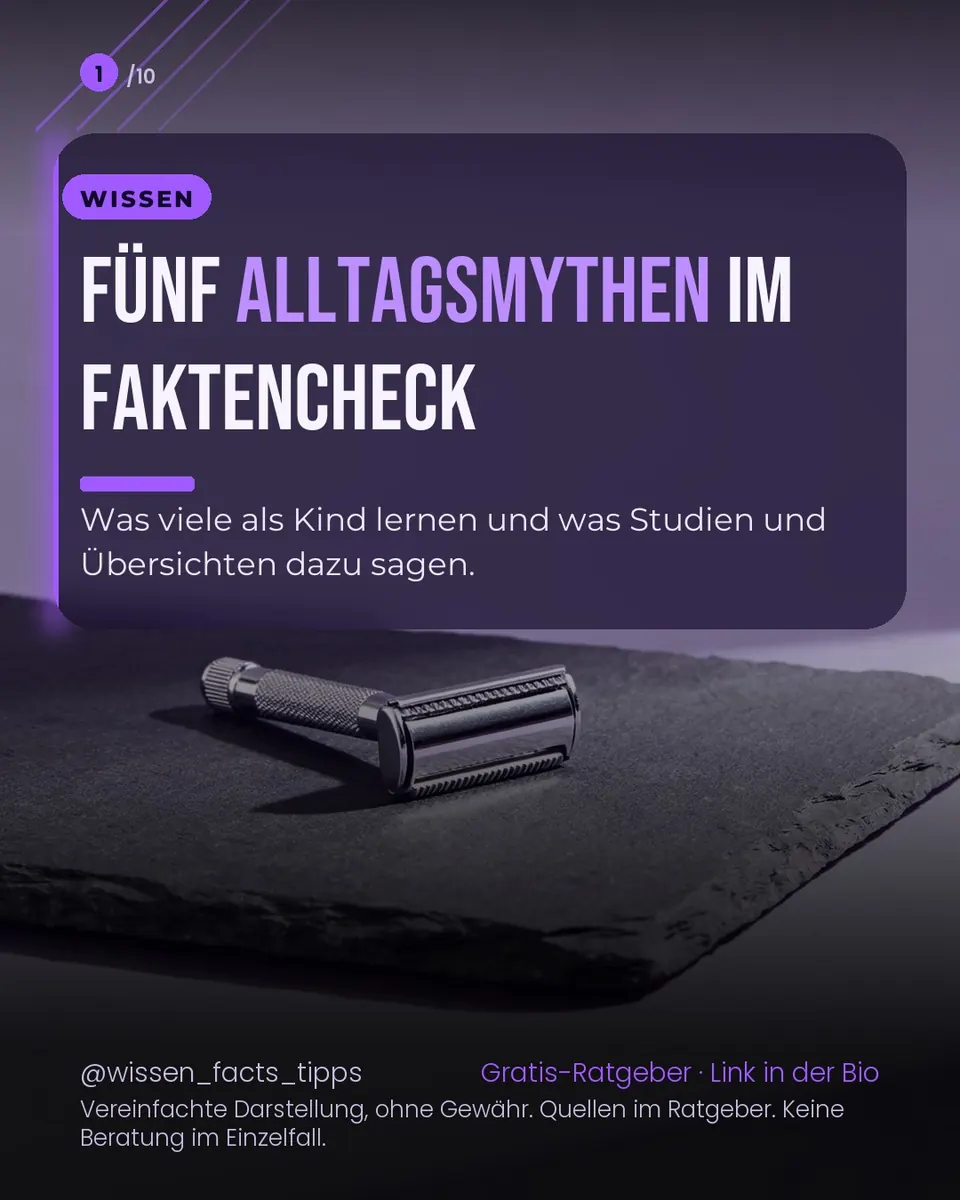 1 /10
WISSEN
FÜNF ALLTAGSMYTHEN IM
FAKTENCHECK
Was viele als Kind lernen und was Studien und
Übersichten dazu sagen.
@wissen_facts_tipps
Gratis-Ratgeber · Link in der Bio
Vereinfachte Darstellung, ohne Gewähr. Quellen im Ratgeber. Keine
Beratung im Einzelfall.